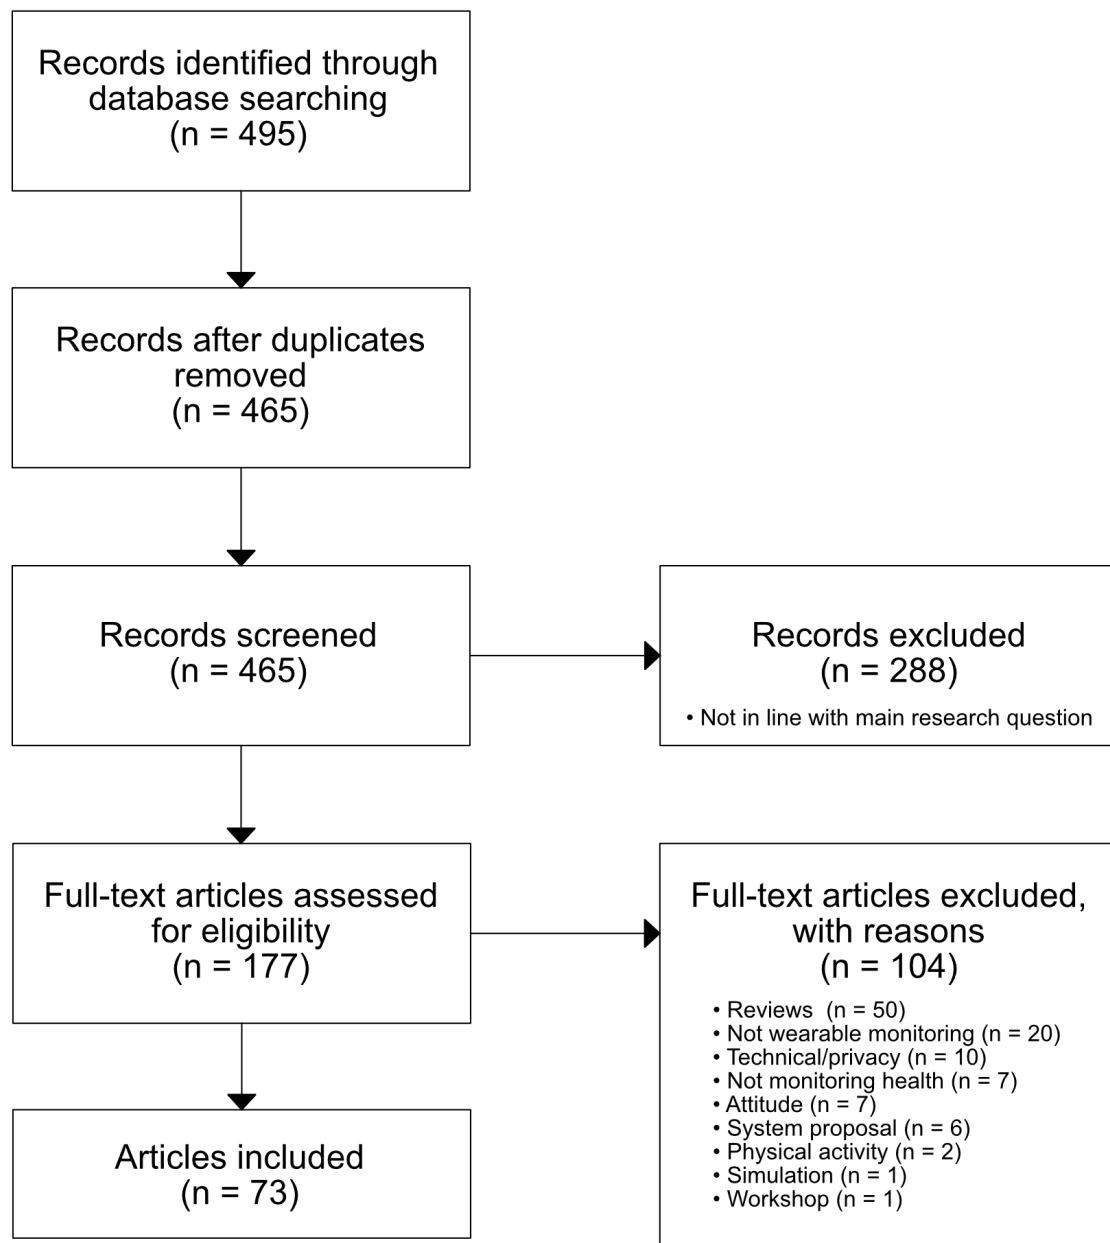 Records identified through
database searching
(n = 495)
Records after duplicates
removed
(n = 465)
Records screened
(n = 465)
Records excluded
(n = 288)
• Not in line with main research question
Full-text articles assessed
for eligibility
(n = 177)
Full-text articles excluded,
with reasons
(n = 104)
• Reviews  (n = 50)
• Not wearable monitoring (n = 20)
• Technical/privacy (n = 10)
• Not monitoring health (n = 7)
• Attitude (n = 7)
• System proposal (n = 6)
• Physical activity (n = 2)
• Simulation (n = 1)
• Workshop (n = 1)
Articles included
(n = 73)